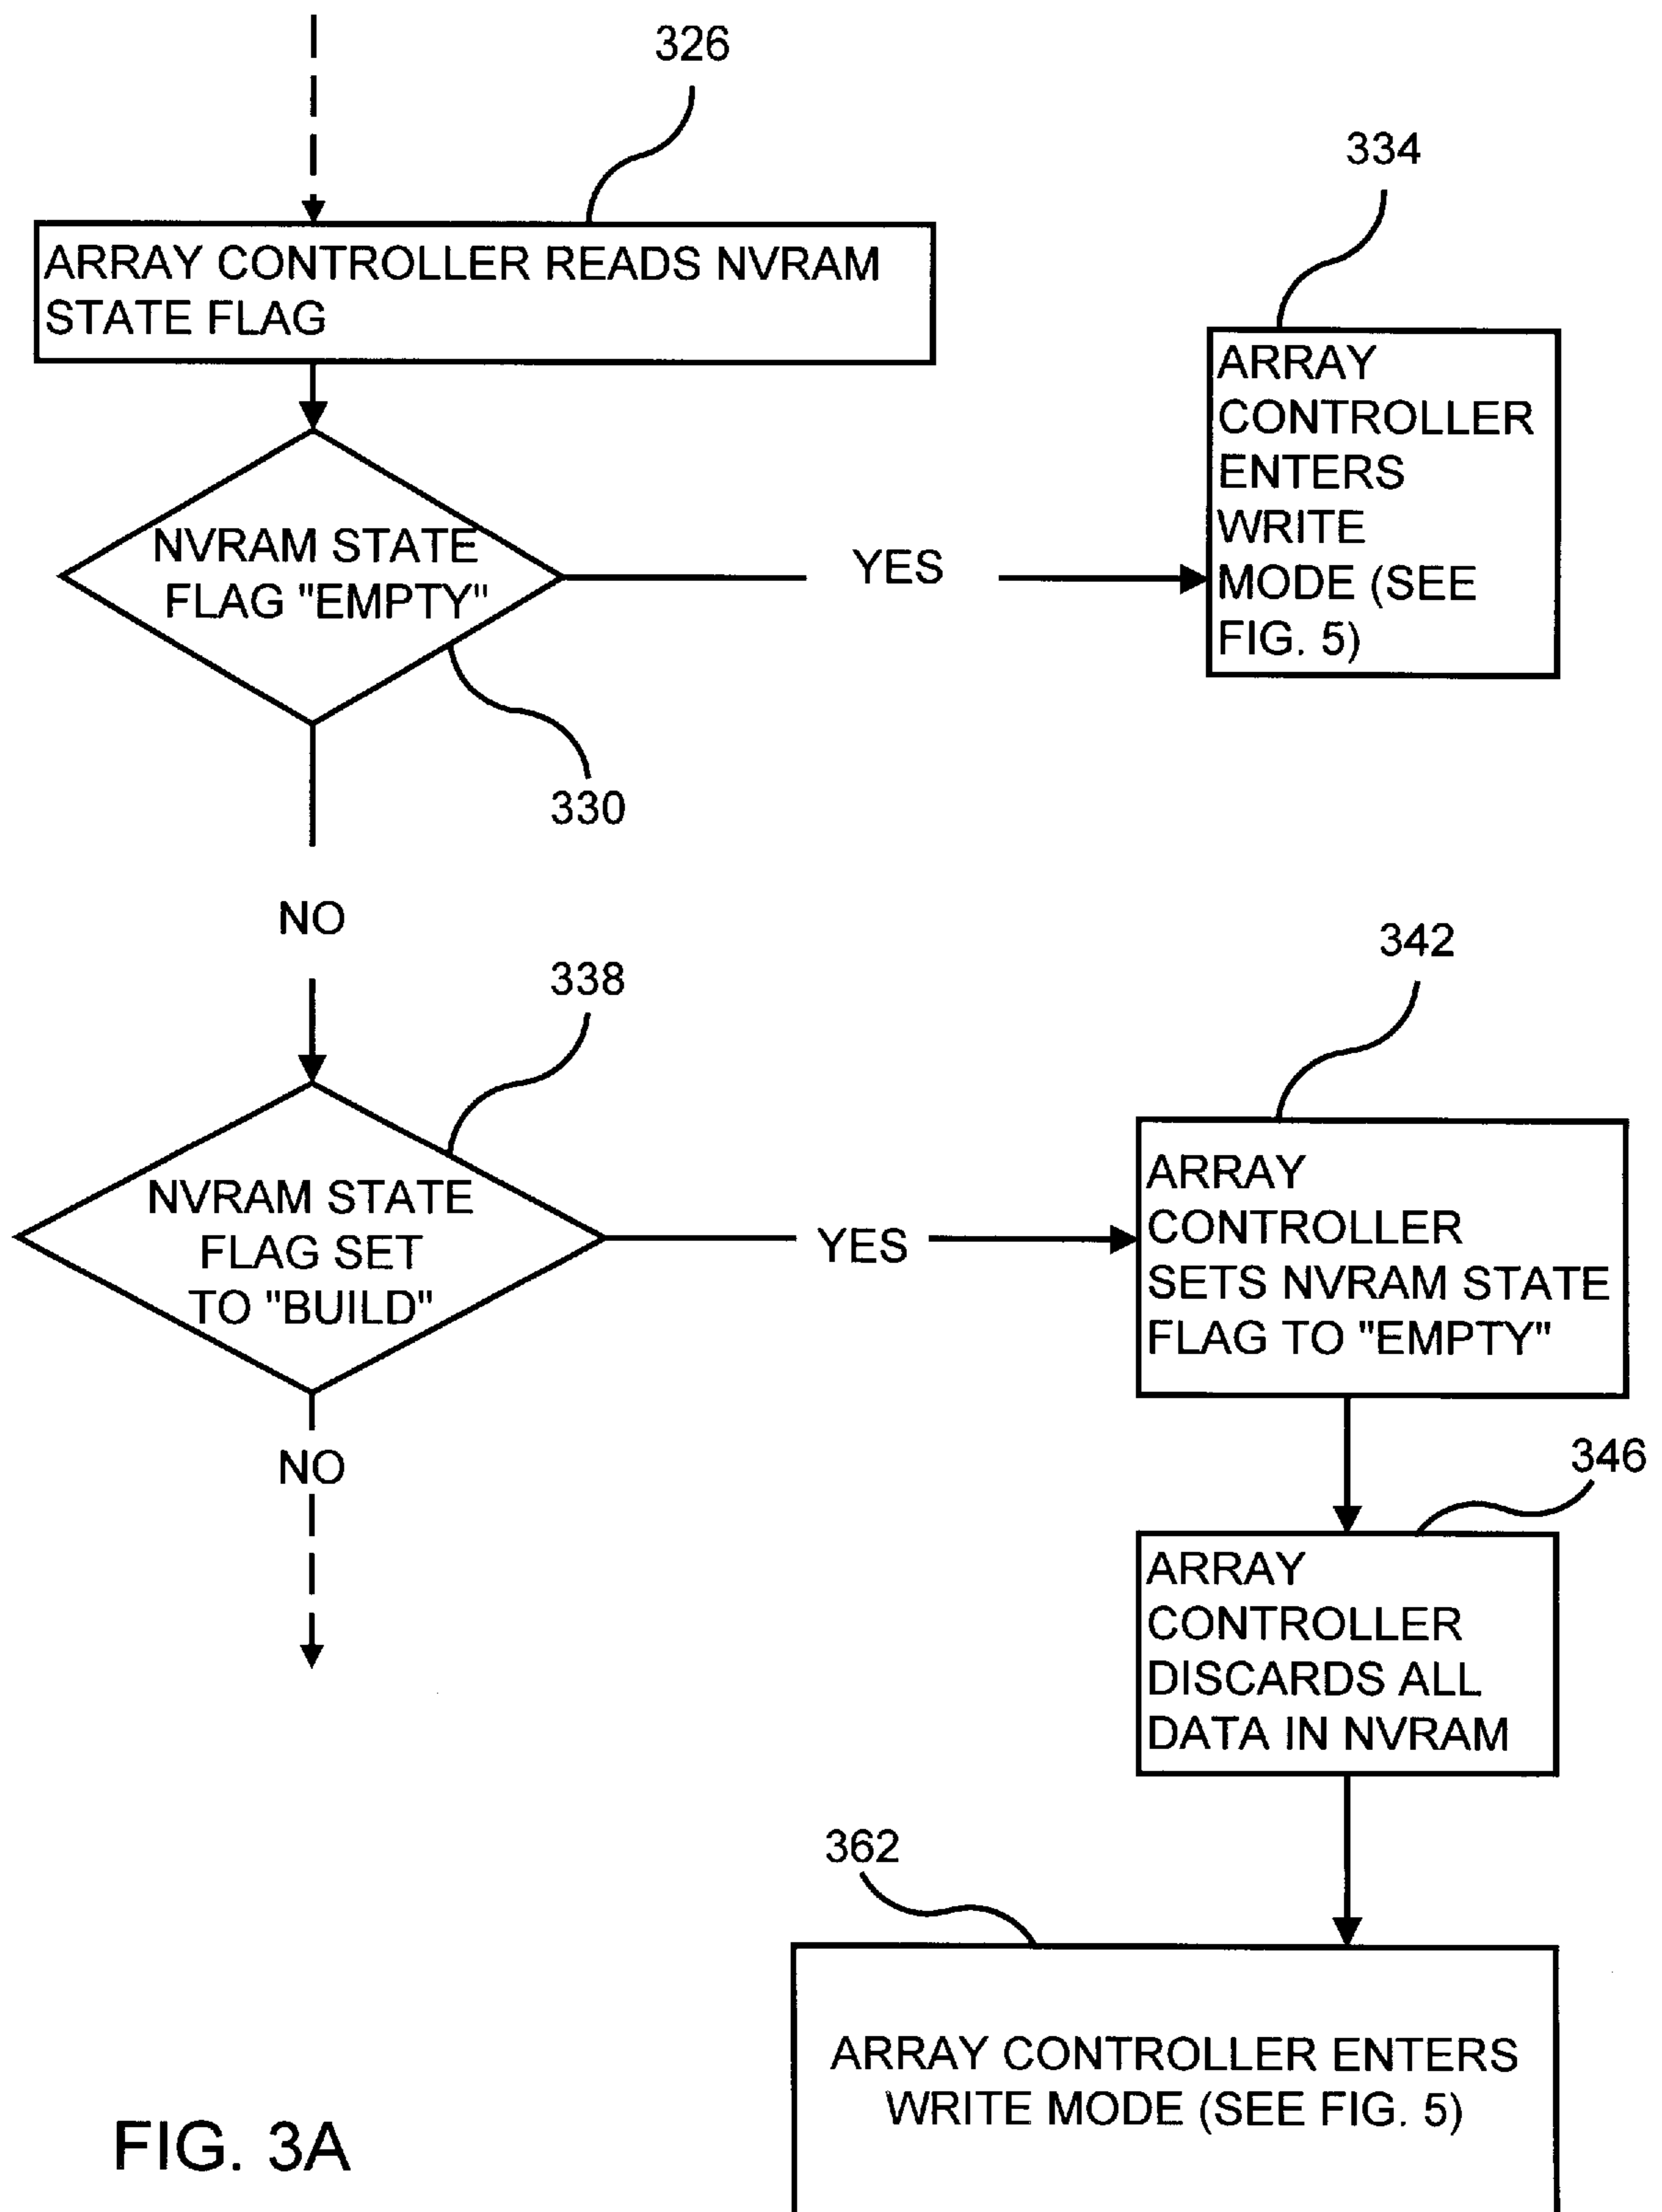 326
334
ARRAY CONTROLLER READS NVRAM
STATE FLAG
ARRAY
CONTROLLER
ENTERS
WRITE
MODE (SEE
FIG. 5)
NVRAM STATE
FLAG "EMPTY"
YES
330
NO
342
338
ARRAY
CONTROLLER
SETS NVRAM STATE
FLAG TO "EMPTY"
NVRAM STATE
FLAG SET
TO "BUILD"
YES
NO
346
ARRAY
CONTROLLER
DISCARDS ALL
DATA IN NVRAM
362
ARRAY CONTROLLER ENTERS
WRITE MODE (SEE FIG. 5)
FIG. 3A